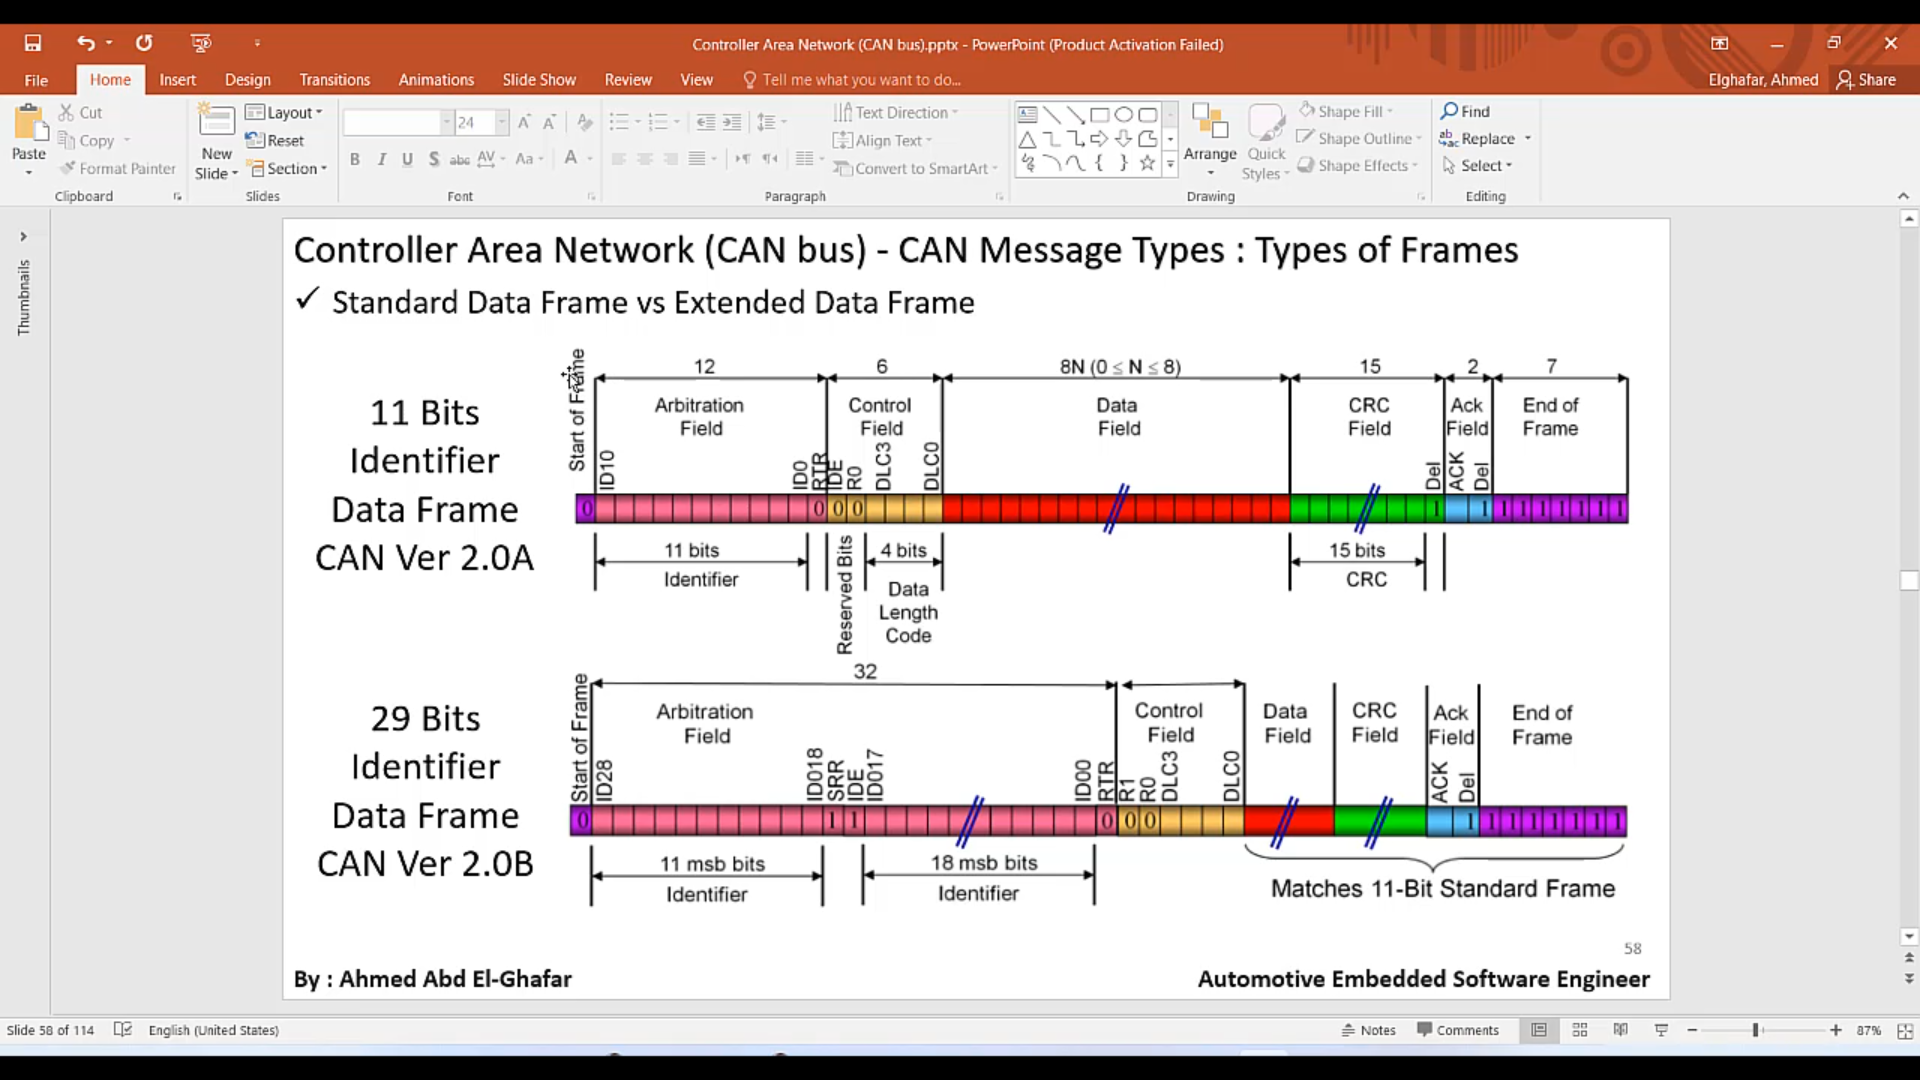 Controller Area Network (CAN bus).pptx - PowerPoint (Product Activation Failed)
File Home Insert Design Transitions Animations Slide Show Review View Tell me what you want to do... Elghafar, Ahmed Share
Paste
Cut
Copy
Format Painter
Clipboard
New
Slide
Layout
Reset
Section
Slides
24
B I U S abc AV Aa A
Font
Text Direction
Align Text
Convert to SmartArt
Paragraph
Arrange
Quick
Styles
Shape Fill
Shape Outline
Shape Effects
Drawing
Find
Replace
Select
Editing
Thumbnails
Controller Area Network (CAN bus) - CAN Message Types : Types of Frames
✓ Standard Data Frame vs Extended Data Frame
11 Bits
Identifier
Data Frame
CAN Ver 2.0A
Start of Frame
12 6 8N (0 ≤ N ≤ 8) 15 2 7
Arbitration
Field
Control
Field
Data
Field
CRC
Field
Ack
Field
End of
Frame
ID10 ID0 RTR IDE R0 DLC3 DLC0 Del ACK Del
0 0 0 0 1 1 1 1 1 1 1 1 1
11 bits
Identifier
Reserved Bits
4 bits
Data
Length
Code
15 bits
CRC
29 Bits
Identifier
Data Frame
CAN Ver 2.0B
Start of Frame
32
Arbitration
Field
Control
Field
Data
Field
CRC
Field
Ack
Field
End of
Frame
ID28 ID018 SRR IDE ID017 ID00 RTR R1 R0 DLC3 DLC0 ACK Del
0 1 1 0 0 0 1 1 1 1 1 1 1 1
11 msb bits
Identifier
18 msb bits
Identifier
Matches 11-Bit Standard Frame
58
By : Ahmed Abd El-Ghafar
Automotive Embedded Software Engineer
Slide 58 of 114 English (United States) Notes Comments 87%